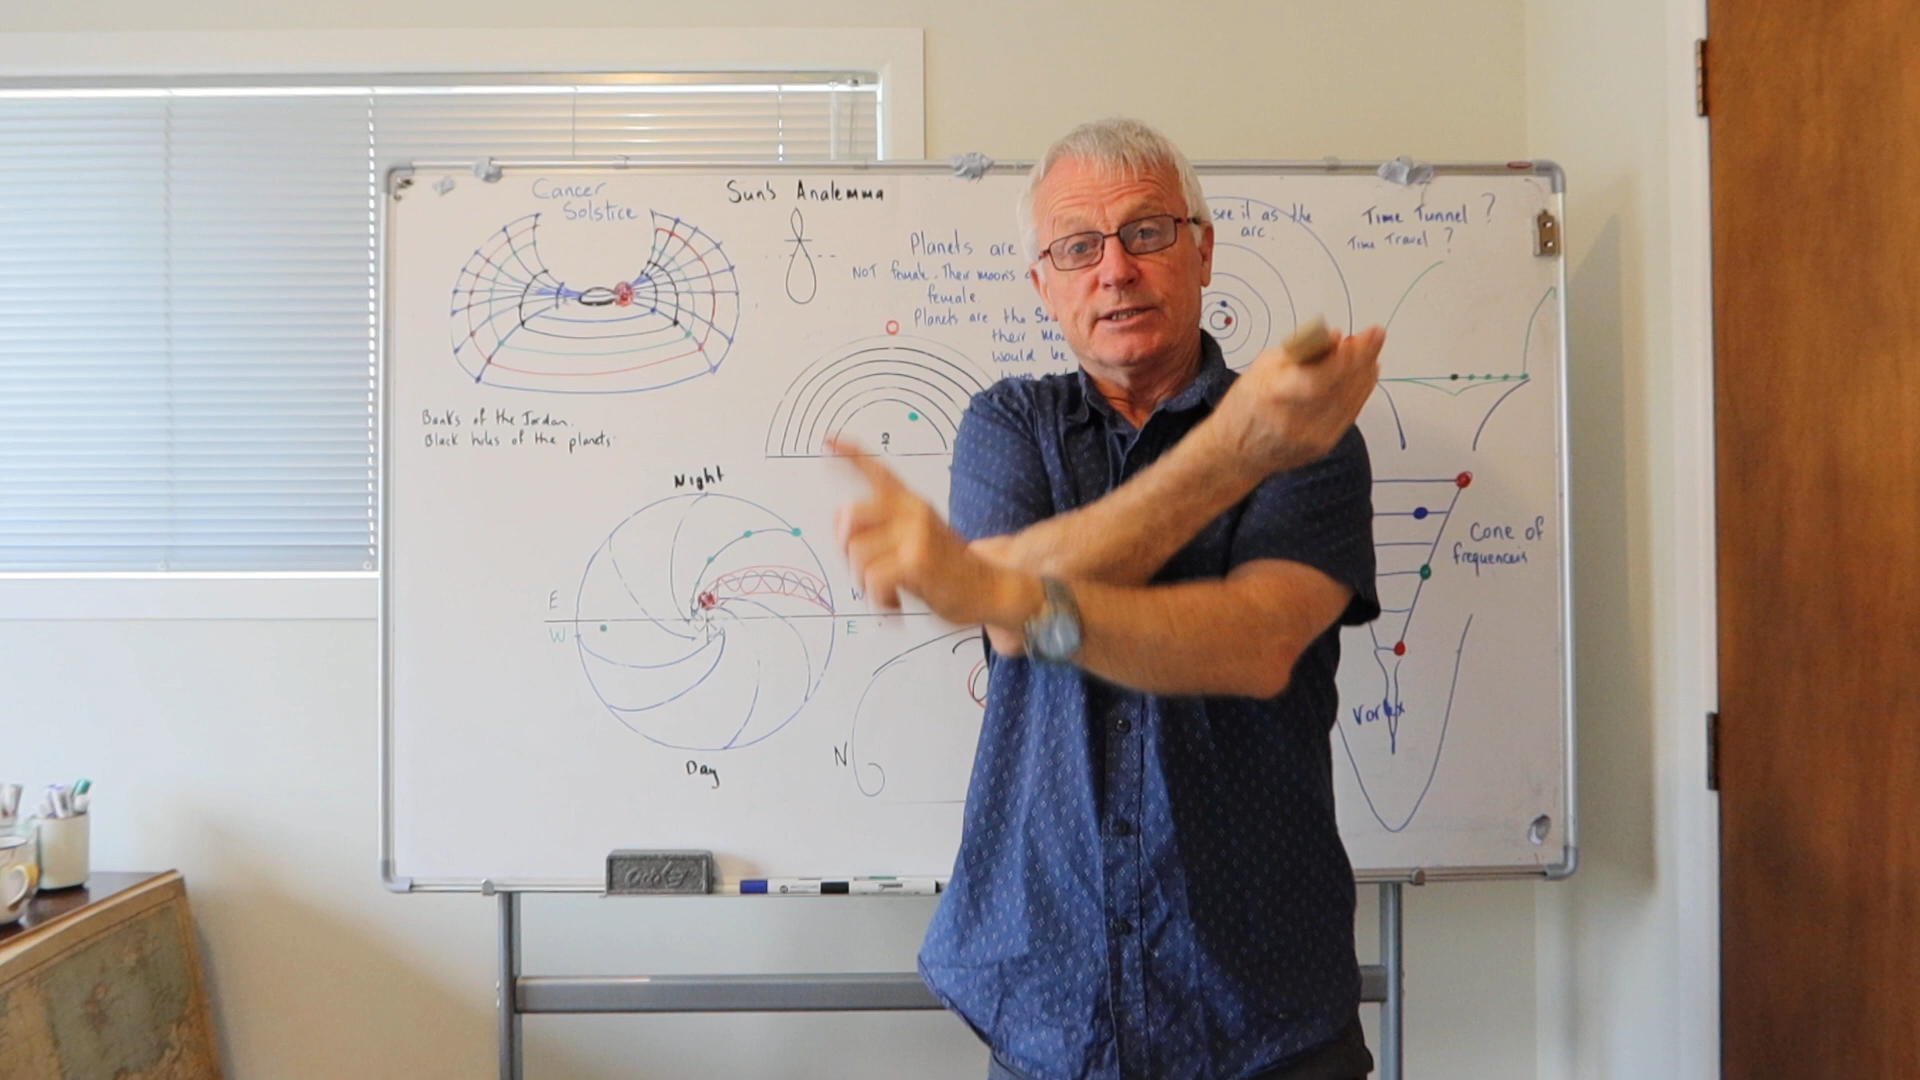 Cancer
Solstice
Sun's Analemma
Planets are
NOT female. Their moons
female.
Planets are the
their
would be
see it as the
arc.
Time Tunnel ?
Time Travel ?
Banks of the Jordan.
Black holes of the planets.
Night
E
W
W
E
Day
N
Cone of
frequenceis
Vortex